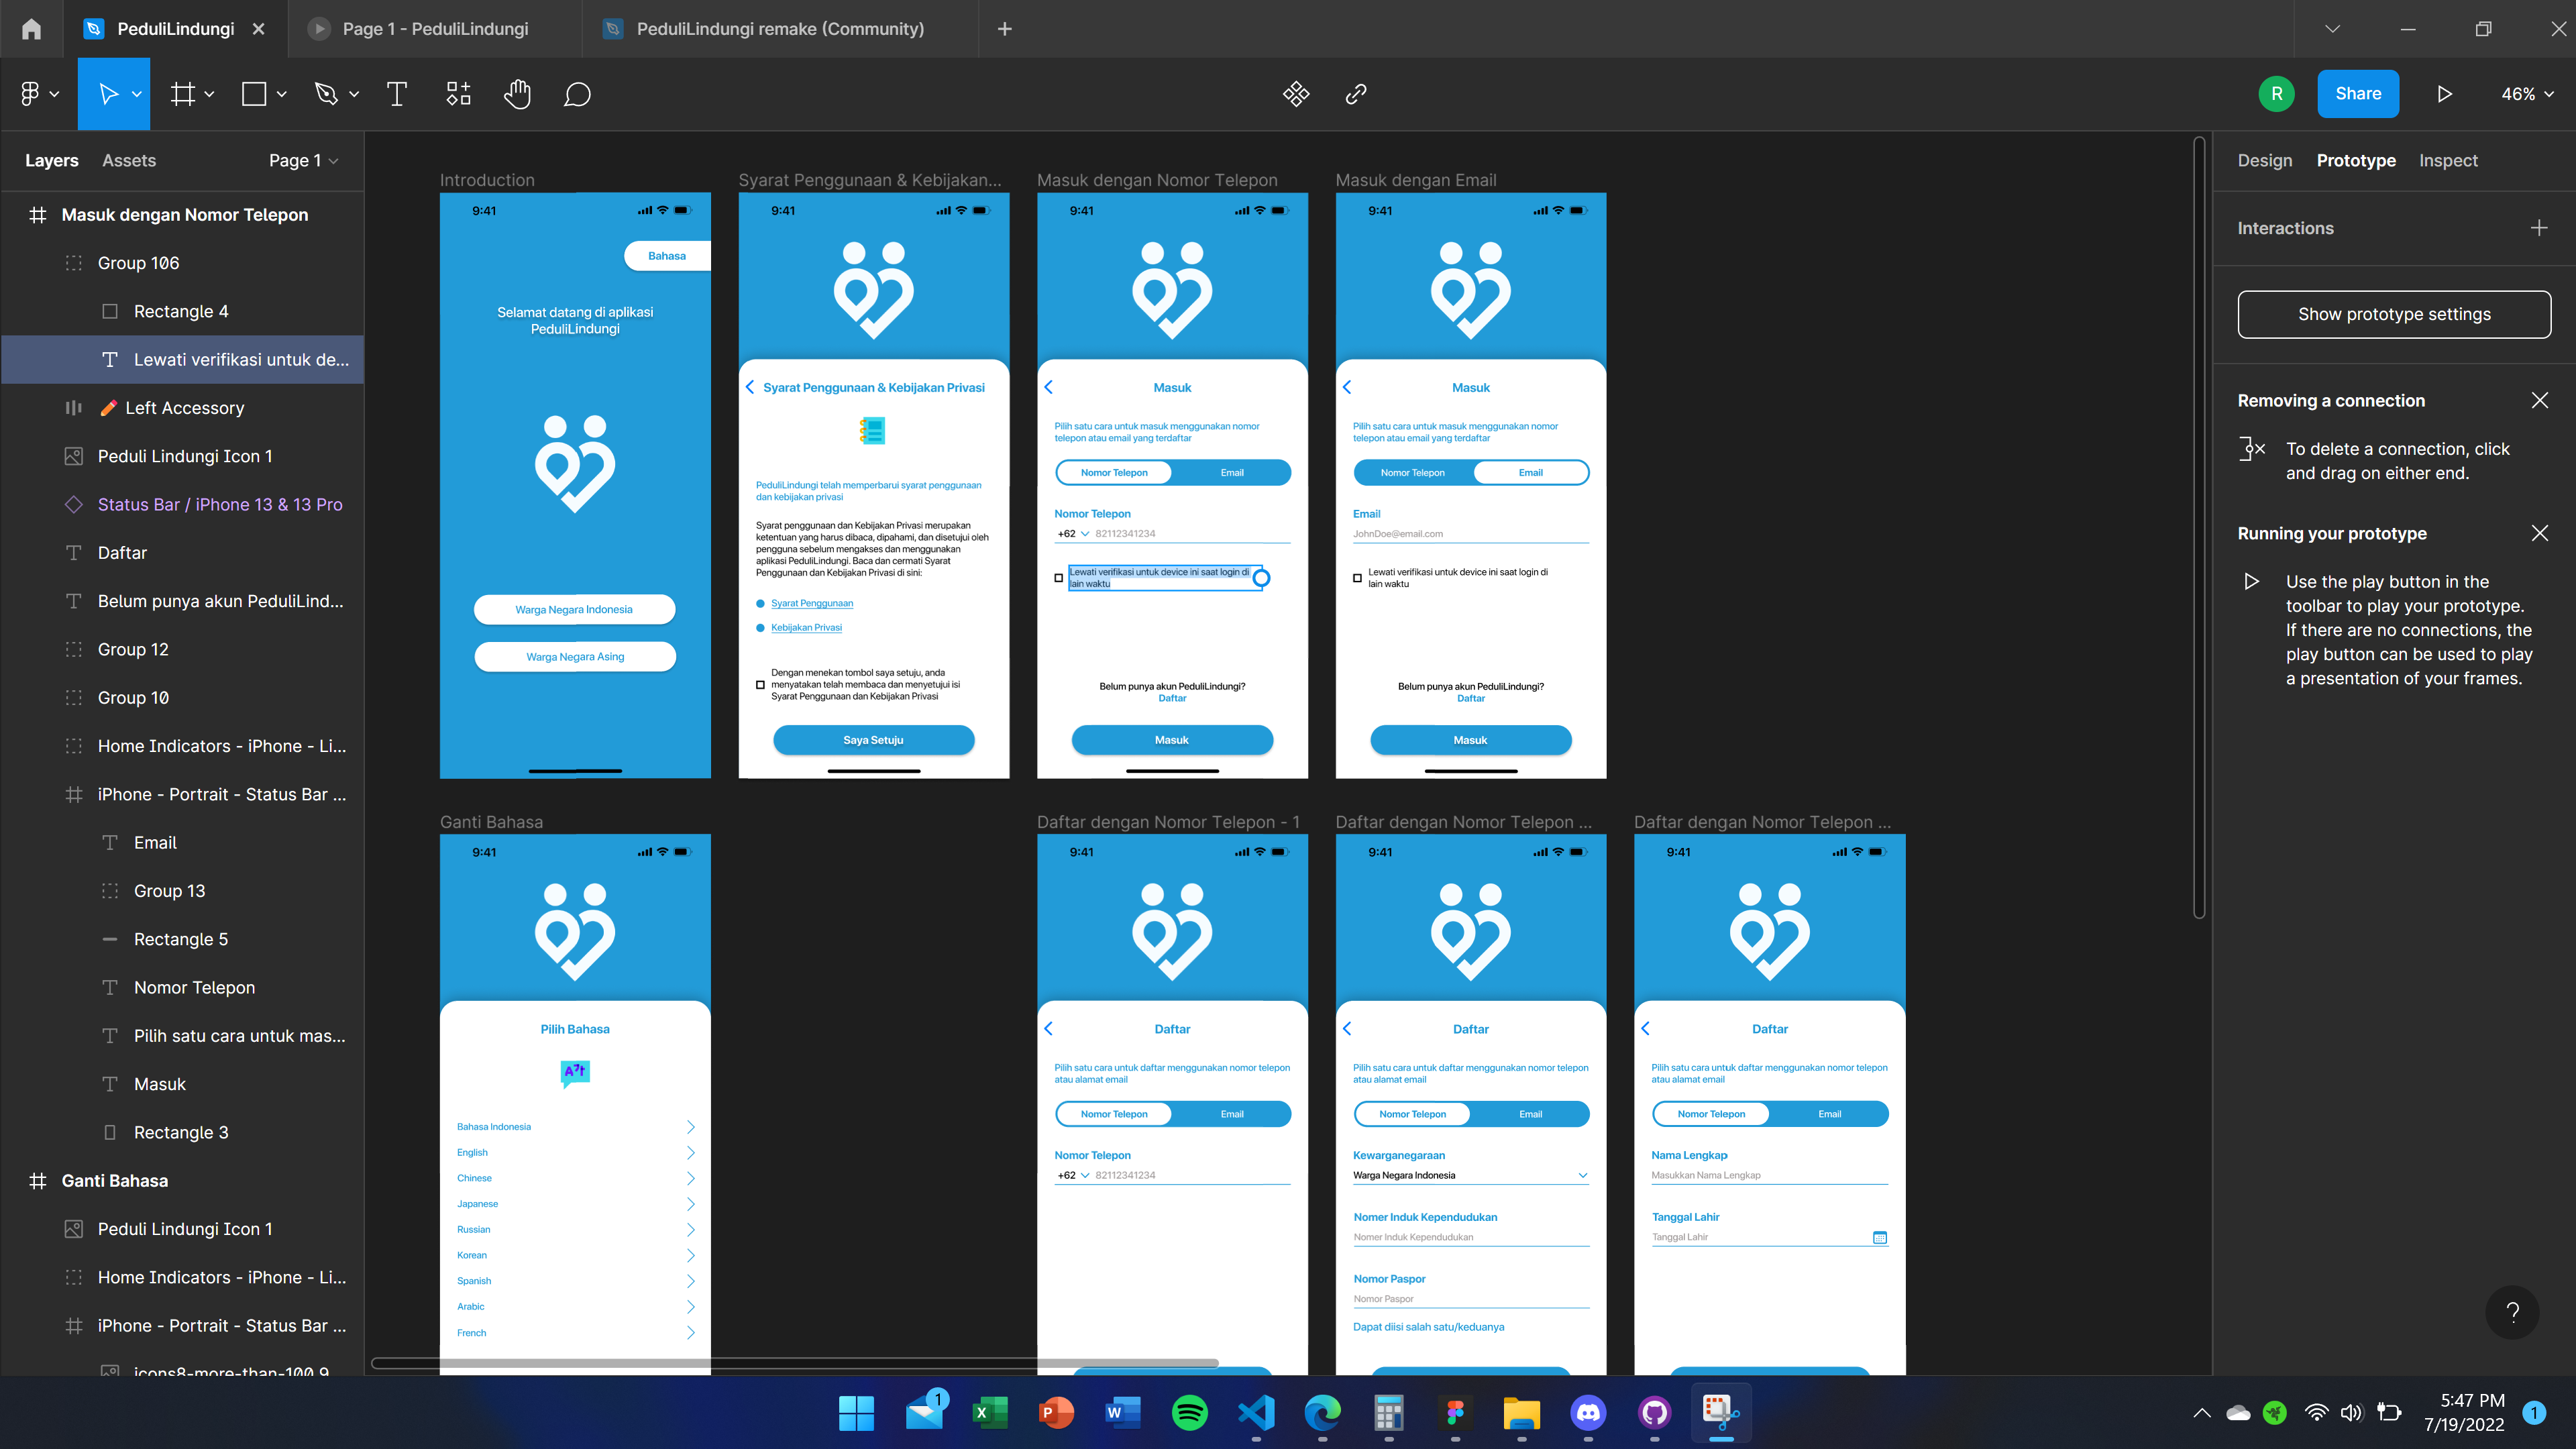 PeduliLindungi
Page 1 - PeduliLindungi
PeduliLindungi remake (Community)
R
Share
46%
Layers
Assets
Page 1
Masuk dengan Nomor Telepon
Group 106
Rectangle 4
Lewati verifikasi untuk de...
Left Accessory
Peduli Lindungi Icon 1
Status Bar / iPhone 13 & 13 Pro
Daftar
Belum punya akun PeduliLind...
Group 12
Group 10
Home Indicators - iPhone - Li...
iPhone - Portrait - Status Bar ...
Email
Group 13
Rectangle 5
Nomor Telepon
Pilih satu cara untuk mas...
Masuk
Rectangle 3
Ganti Bahasa
Peduli Lindungi Icon 1
Home Indicators - iPhone - Li...
iPhone - Portrait - Status Bar ...
icons8-more-than-100 9
Introduction
9:41
Bahasa
Selamat datang di aplikasi
PeduliLindungi
Warga Negara Indonesia
Warga Negara Asing
Syarat Penggunaan & Kebijakan...
9:41
Syarat Penggunaan & Kebijakan Privasi
PeduliLindungi telah memperbarui syarat penggunaan
dan kebijakan privasi
Syarat penggunaan dan Kebijakan Privasi merupakan
ketentuan yang harus dibaca, dipahami, dan disetujui oleh
pengguna sebelum mengakses dan menggunakan
aplikasi PeduliLindungi. Baca dan cermati Syarat
Penggunaan dan Kebijakan Privasi di sini:
Syarat Penggunaan
Kebijakan Privasi
Dengan menekan tombol saya setuju, anda
menyatakan telah membaca dan menyetujui isi
Syarat Penggunaan dan Kebijakan Privasi
Saya Setuju
Masuk dengan Nomor Telepon
9:41
Masuk
Pilih satu cara untuk masuk menggunakan nomor
telepon atau email yang terdaftar
Nomor Telepon
Email
Nomor Telepon
+62
82112341234
Lewati verifikasi untuk device ini saat login di
lain waktu
Belum punya akun PeduliLindungi?
Daftar
Masuk
Masuk dengan Email
9:41
Masuk
Pilih satu cara untuk masuk menggunakan nomor
telepon atau email yang terdaftar
Nomor Telepon
Email
Email
JohnDoe@email.com
Lewati verifikasi untuk device ini saat login di
lain waktu
Belum punya akun PeduliLindungi?
Daftar
Masuk
Ganti Bahasa
9:41
Pilih Bahasa
Bahasa Indonesia
English
Chinese
Japanese
Russian
Korean
Spanish
Arabic
French
Daftar dengan Nomor Telepon - 1
9:41
Daftar
Pilih satu cara untuk daftar menggunakan nomor telepon
atau alamat email
Nomor Telepon
Email
Nomor Telepon
+62
82112341234
Daftar dengan Nomor Telepon ...
9:41
Daftar
Pilih satu cara untuk daftar menggunakan nomor telepon
atau alamat email
Nomor Telepon
Email
Kewarganegaraan
Warga Negara Indonesia
Nomer Induk Kependudukan
Nomer Induk Kependudukan
Nomor Paspor
Nomor Paspor
Dapat diisi salah satu/keduanya
Daftar dengan Nomor Telepon ...
9:41
Daftar
Pilih satu cara untuk daftar menggunakan nomor telepon
atau alamat email
Nomor Telepon
Email
Nama Lengkap
Masukkan Nama Lengkap
Tanggal Lahir
Tanggal Lahir
Design
Prototype
Inspect
Interactions
Show prototype settings
Removing a connection
To delete a connection, click
and drag on either end.
Running your prototype
Use the play button in the
toolbar to play your prototype.
If there are no connections, the
play button can be used to play
a presentation of your frames.
?
1
5:47 PM
7/19/2022
1